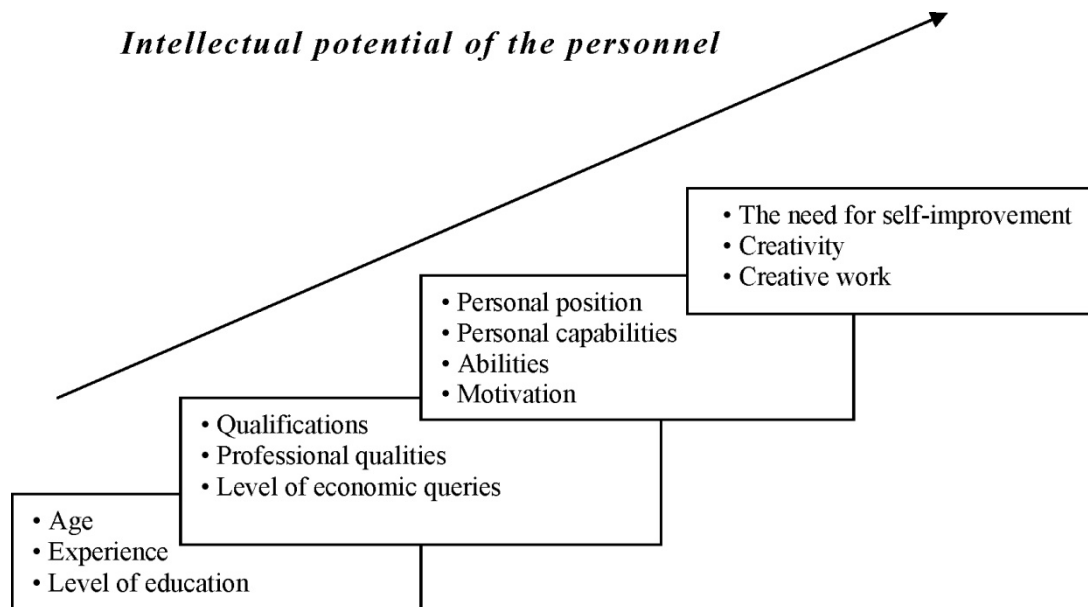 Intellectual potential of the personnel
• The need for self-improvement
• Creativity
• Creative work
• Personal position
• Personal capabilities
• Abilities
• Motivation
• Qualifications
• Professional qualities
• Level of economic queries
• Age
• Experience
• Level of education